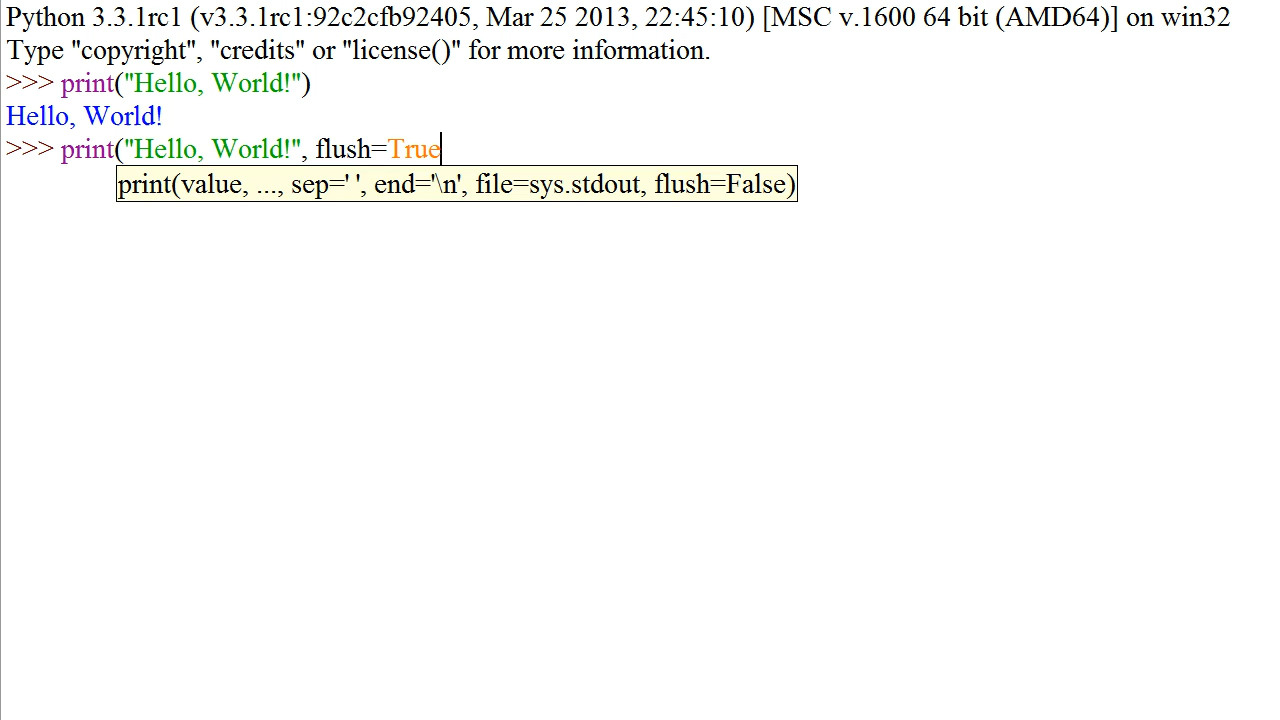 Python 3.3.1rc1 (v3.3.1rc1:92c2cfb92405, Mar 25 2013, 22:45:10) [MSC v.1600 64 bit (AMD64)] on win32
Type "copyright", "credits" or "license()" for more information.
>>> print("Hello, World!")
Hello, World!
>>> print("Hello, World!", flush=True
print(value, ..., sep=' ', end='\n', file=sys.stdout, flush=False)